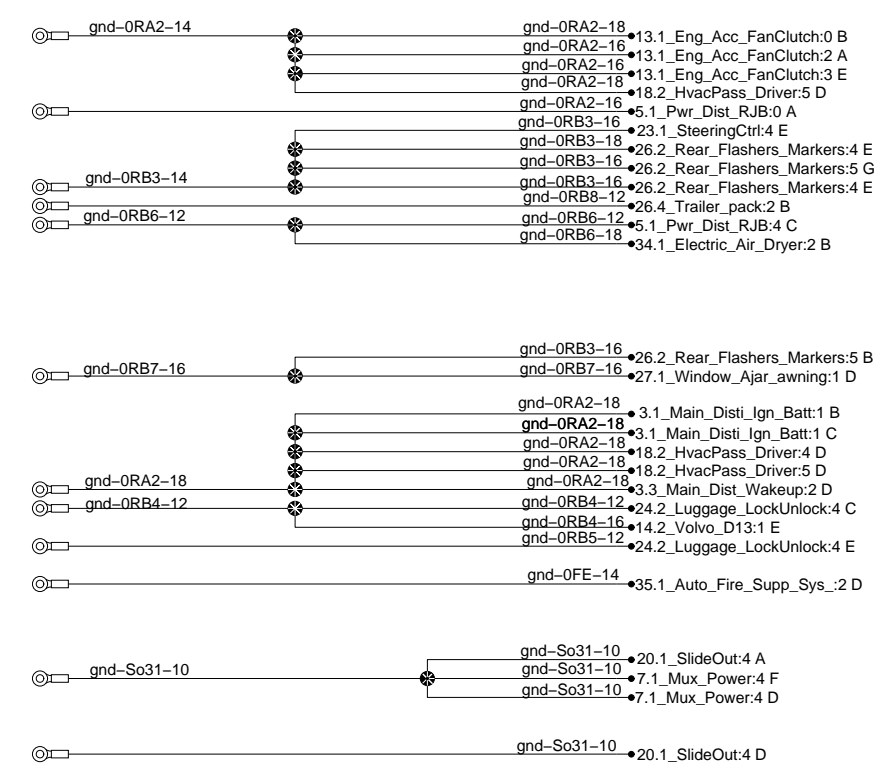 gnd–0RA2–14 gnd–0RA2–18 13.1_Eng_Acc_FanClutch:0 B
gnd–0RA2–16 13.1_Eng_Acc_FanClutch:2 A
gnd–0RA2–16 13.1_Eng_Acc_FanClutch:3 E
gnd–0RA2–18 18.2_HvacPass_Driver:5 D
gnd–0RA2–16 5.1_Pwr_Dist_RJB:0 A
gnd–0RB3–16 23.1_SteeringCtrl:4 E
gnd–0RB3–18 26.2_Rear_Flashers_Markers:4 E
gnd–0RB3–16 26.2_Rear_Flashers_Markers:5 G
gnd–0RB3–14 gnd–0RB3–16 26.2_Rear_Flashers_Markers:4 E
gnd–0RB8–12 26.4_Trailer_pack:2 B
gnd–0RB6–12 gnd–0RB6–12 5.1_Pwr_Dist_RJB:4 C
gnd–0RB6–18 34.1_Electric_Air_Dryer:2 B
gnd–0RB3–16 26.2_Rear_Flashers_Markers:5 B
gnd–0RB7–16 gnd–0RB7–16 27.1_Window_Ajar_awning:1 D
gnd–0RA2–18 3.1_Main_Disti_Ign_Batt:1 B
gnd–0RA2–18 3.1_Main_Disti_Ign_Batt:1 C
gnd–0RA2–18 18.2_HvacPass_Driver:4 D
gnd–0RA2–18 18.2_HvacPass_Driver:5 D
gnd–0RA2–18 gnd–0RA2–18 3.3_Main_Dist_Wakeup:2 D
gnd–0RB4–12 gnd–0RB4–12 24.2_Luggage_LockUnlock:4 C
gnd–0RB4–16 14.2_Volvo_D13:1 E
gnd–0RB5–12 24.2_Luggage_LockUnlock:4 E
gnd–0FE–14 35.1_Auto_Fire_Supp_Sys_:2 D
gnd–So31–10 20.1_SlideOut:4 A
gnd–So31–10 gnd–So31–10 7.1_Mux_Power:4 F
gnd–So31–10 7.1_Mux_Power:4 D
gnd–So31–10 20.1_SlideOut:4 D